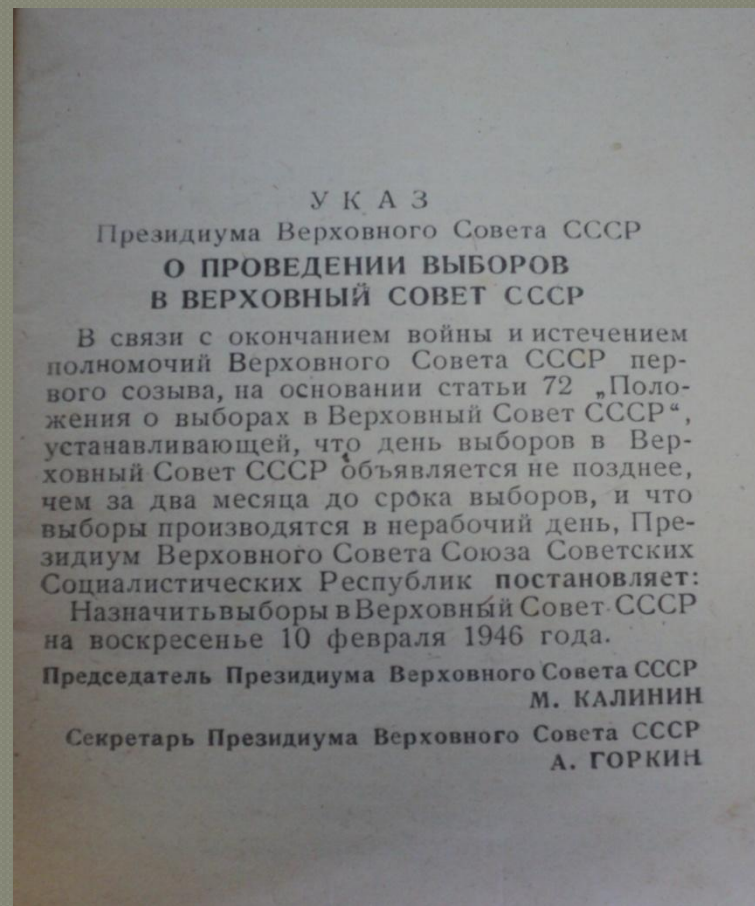 У К А З
Президиума Верховного Совета СССР
О ПРОВЕДЕНИИ ВЫБОРОВ
В ВЕРХОВНЫЙ СОВЕТ СССР
В связи с окончанием войны и истечением
полномочий Верховного Совета СССР пер-
вого созыва, на основании статьи 72 „Поло-
жения о выборах в Верховный Совет СССР“,
устанавливающей, что день выборов в Вер-
ховный Совет СССР объявляется не позднее,
чем за два месяца до срока выборов, и что
выборы производятся в нерабочий день, Пре-
зидиум Верховного Совета Союза Советских
Социалистических Республик постановляет:
Назначить выборы в Верховный Совет СССР
на воскресенье 10 февраля 1946 года.
Председатель Президиума Верховного Совета СССР
М. КАЛИНИН
Секретарь Президиума Верховного Совета СССР
А. ГОРКИН